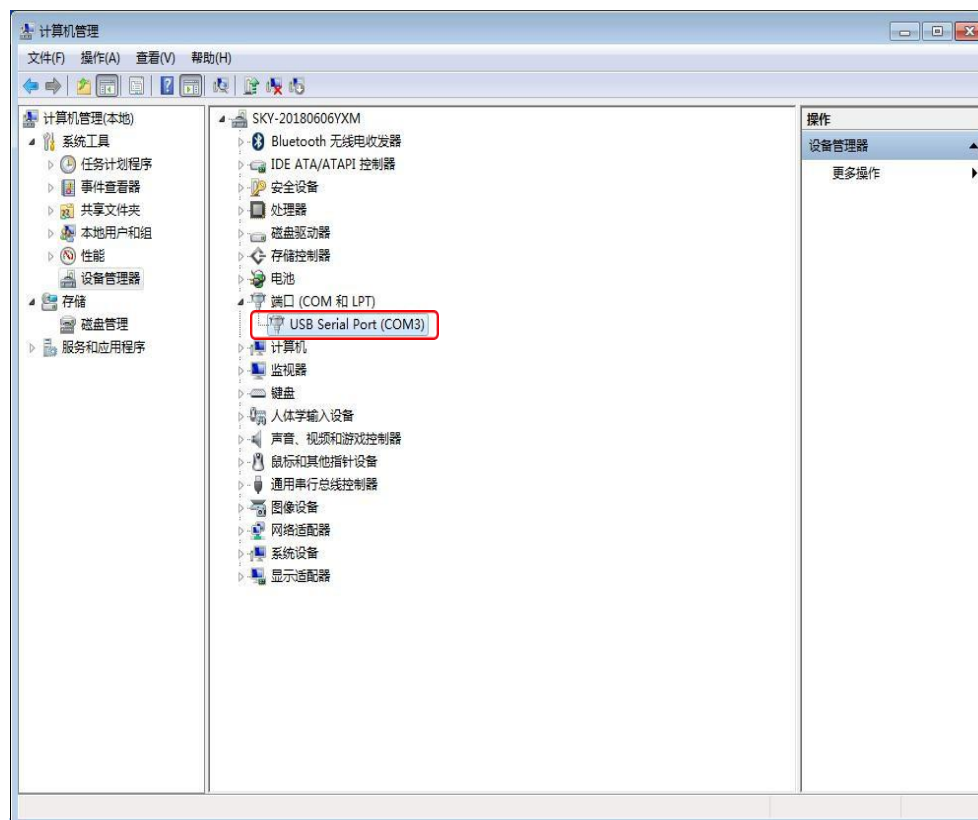 计算机管理
文件(F) 操作(A) 查看(V) 帮助(H)
计算机管理(本地)
系统工具
任务计划程序
事件查看器
共享文件夹
本地用户和组
性能
设备管理器
存储
磁盘管理
服务和应用程序
SKY-20180606YXM
Bluetooth 无线电收发器
IDE ATA/ATAPI 控制器
安全设备
处理器
磁盘驱动器
存储控制器
电池
端口 (COM 和 LPT)
USB Serial Port (COM3)
计算机
监视器
键盘
人体学输入设备
声音、视频和游戏控制器
鼠标和其他指针设备
通用串行总线控制器
图像设备
网络适配器
系统设备
显示适配器
操作
设备管理器
更多操作